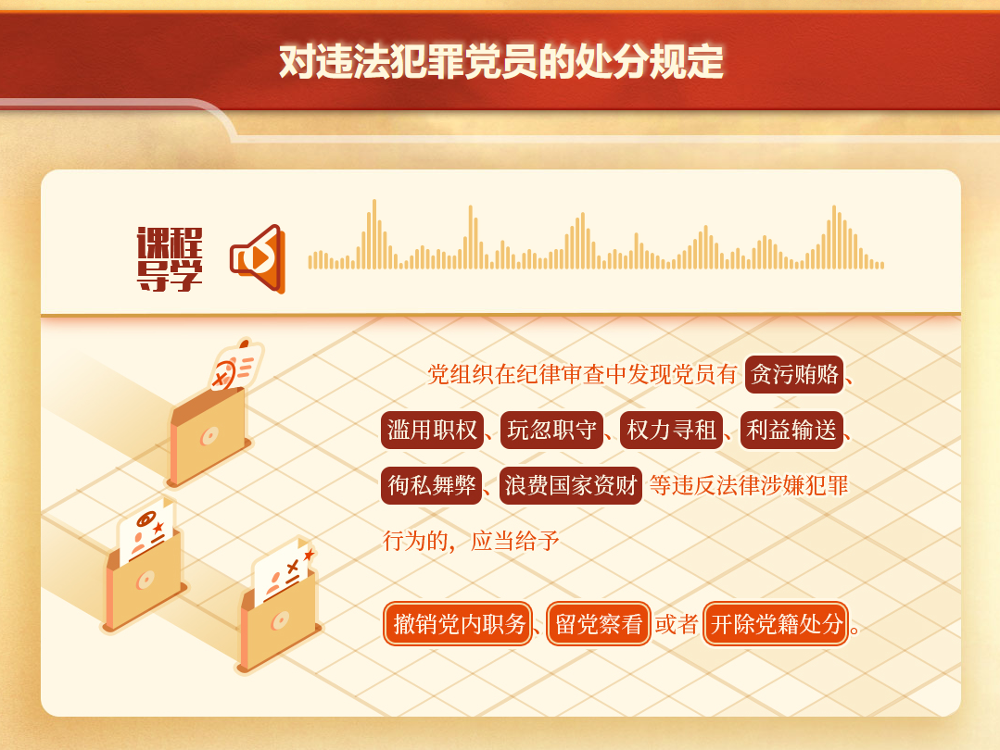 对违法犯罪党员的处分规定
课程
导学
党组织在纪律审查中发现党员有 贪污贿赂、
滥用职权、玩忽职守、权力寻租、利益输送、
徇私舞弊、浪费国家资财 等违反法律涉嫌犯罪
行为的，应当给予
撤销党内职务、留党察看 或者 开除党籍处分。